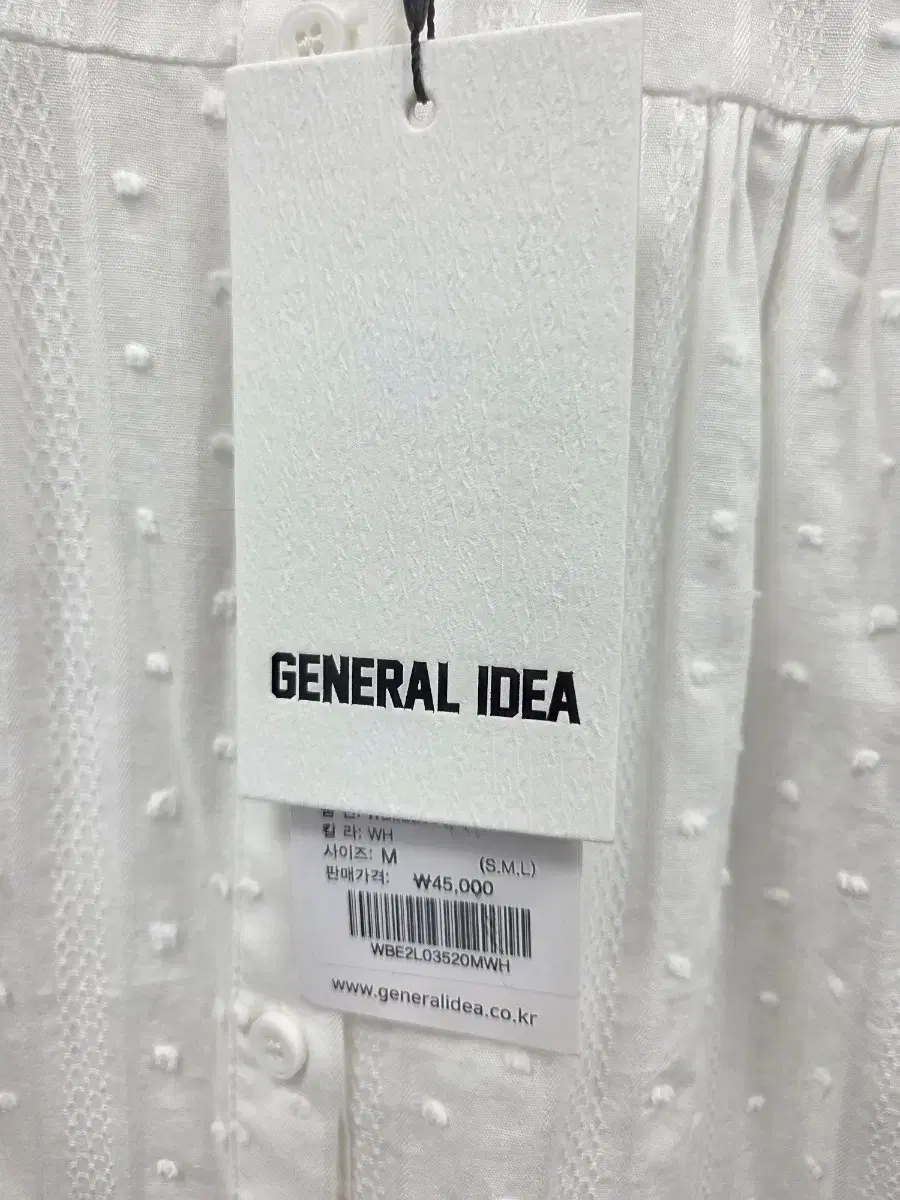 GENERAL IDEA
칼 라: WH
사이즈: M (S.M.L)
판매가격: ₩45,000
WBE2L03520MWH
www.generalidea.co.kr